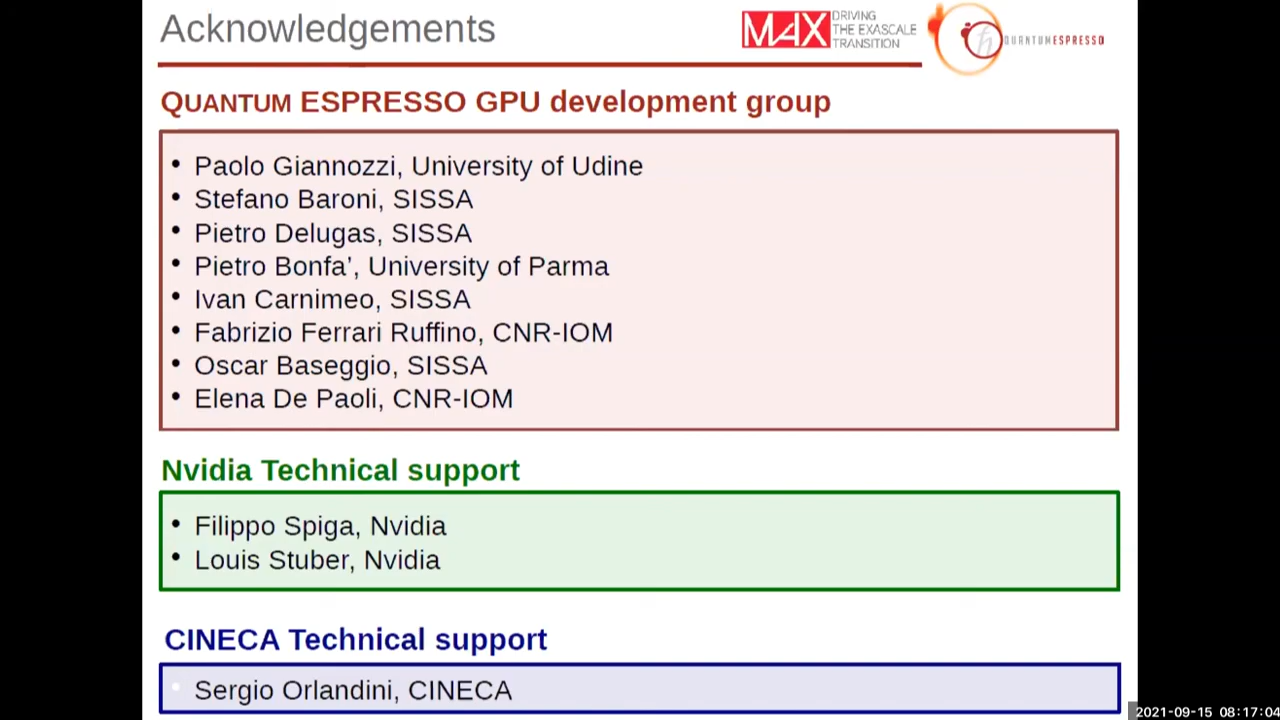 Acknowledgements
MAX DRIVING
THE EXASCALE
TRANSITION
QUANTUMESPRESSO
QUANTUM ESPRESSO GPU development group
• Paolo Giannozzi, University of Udine
• Stefano Baroni, SISSA
• Pietro Delugas, SISSA
• Pietro Bonfa’, University of Parma
• Ivan Carnimeo, SISSA
• Fabrizio Ferrari Ruffino, CNR-IOM
• Oscar Baseggio, SISSA
• Elena De Paoli, CNR-IOM
Nvidia Technical support
• Filippo Spiga, Nvidia
• Louis Stuber, Nvidia
CINECA Technical support
• Sergio Orlandini, CINECA
2021-09-15 08:17:04